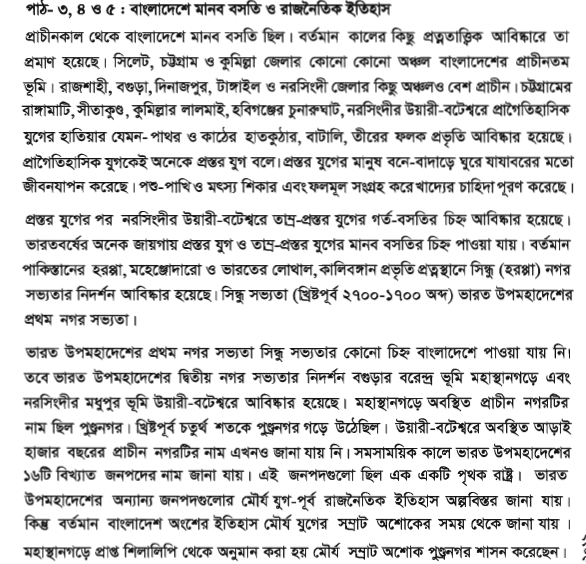 পাঠ- ৩, ৪ ও ৫ : বাংলাদেশে মানব বসতি ও রাজনৈতিক ইতিহাস
প্রাচীনকাল থেকে বাংলাদেশে মানব বসতি ছিল। বর্তমান কালের কিছু প্রত্নতাত্ত্বিক আবিষ্কারে তা
প্রমাণ হয়েছে। সিলেট, চট্টগ্রাম ও কুমিল্লা জেলার কোনো কোনো অঞ্চল বাংলাদেশের প্রাচীনতম
ভূমি। রাজশাহী, বগুড়া, দিনাজপুর, টাঙ্গাইল ও নরসিংদী জেলার কিছু অঞ্চলও বেশ প্রাচীন। চট্টগ্রামের
রাঙ্গামাটি, সীতাকুণ্ড, কুমিল্লার লালমাই, হবিগঞ্জের চুনারুঘাট, নরসিংদীর উয়ারী-বটেশ্বরে প্রাগৈতিহাসিক
যুগের হাতিয়ার যেমন- পাথর ও কাঠের হাতকুঠার, বাটালি, তীরের ফলক প্রভৃতি আবিষ্কার হয়েছে।
প্রাগৈতিহাসিক যুগকেই অনেকে প্রস্তর যুগ বলে। প্রস্তর যুগের মানুষ বনে-বাদাড়ে ঘুরে যাযাবরের মতো
জীবনযাপন করেছে। পশু-পাখি ও মৎস্য শিকার এবং ফলমূল সংগ্রহ করে খাদ্যের চাহিদা পূরণ করেছে।
প্রস্তর যুগের পর নরসিংদীর উয়ারী-বটেশ্বরে তাম্র-প্রস্তর যুগের গর্ত-বসতির চিহ্ন আবিষ্কার হয়েছে।
ভারতবর্ষের অনেক জায়গায় প্রস্তর যুগ ও তাম্র-প্রস্তর যুগের মানব বসতির চিহ্ন পাওয়া যায়। বর্তমান
পাকিস্তানের হরপ্পা, মহেঞ্জোদারো ও ভারতের লোথাল, কালিবঙ্গান প্রভৃতি প্রত্নস্থানে সিন্ধু (হরপ্পা) নগর
সভ্যতার নিদর্শন আবিষ্কার হয়েছে। সিন্ধু সভ্যতা (খ্রিষ্টপূর্ব ২৭০০-১৭০০ অব্দ) ভারত উপমহাদেশের
প্রথম নগর সভ্যতা।
ভারত উপমহাদেশের প্রথম নগর সভ্যতা সিন্ধু সভ্যতার কোনো চিহ্ন বাংলাদেশে পাওয়া যায় নি।
তবে ভারত উপমহাদেশের দ্বিতীয় নগর সভ্যতার নিদর্শন বগুড়ার বরেন্দ্র ভূমি মহাস্থানগড়ে এবং
নরসিংদীর মধুপুর ভূমি উয়ারী-বটেশ্বরে আবিষ্কার হয়েছে। মহাস্থানগড়ে অবস্থিত প্রাচীন নগরটির
নাম ছিল পুণ্ড্রনগর। খ্রিষ্টপূর্ব চতুর্থ শতকে পুণ্ড্রনগর গড়ে উঠেছিল। উয়ারী-বটেশ্বরে অবস্থিত আড়াই
হাজার বছরের প্রাচীন নগরটির নাম এখনও জানা যায় নি। সমসাময়িক কালে ভারত উপমহাদেশের
১৬টি বিখ্যাত জনপদের নাম জানা যায়। এই জনপদগুলো ছিল এক একটি পৃথক রাষ্ট্র। ভারত
উপমহাদেশের অন্যান্য জনপদগুলোর মৌর্য যুগ-পূর্ব রাজনৈতিক ইতিহাস অল্পবিস্তর জানা যায়।
কিন্তু বর্তমান বাংলাদেশ অংশের ইতিহাস মৌর্য যুগের সম্রাট অশোকের সময় থেকে জানা যায় ।
মহাস্থানগড়ে প্রাপ্ত শিলালিপি থেকে অনুমান করা হয় মৌর্য সম্রাট অশোক পুণ্ড্রনগর শাসন করেছেন।